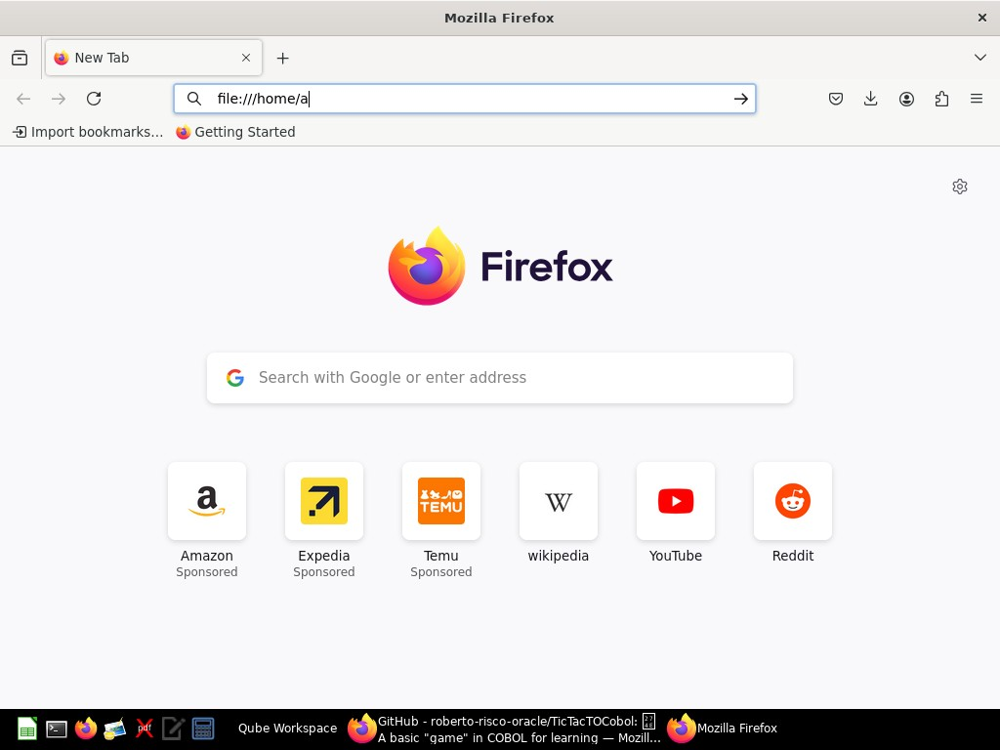 Mozilla Firefox
New Tab
file:///home/a
Import bookmarks...
Getting Started
Firefox
Search with Google or enter address
a
TEMU
W
Amazon
Expedia
Temu
wikipedia
YouTube
Reddit
Sponsored
Sponsored
Sponsored
pdf
Qube Workspace
GitHub - roberto-risco-oracle/TicTacTOCobol:
A basic "game" in COBOL for learning — Mozill...
Mozilla Firefox